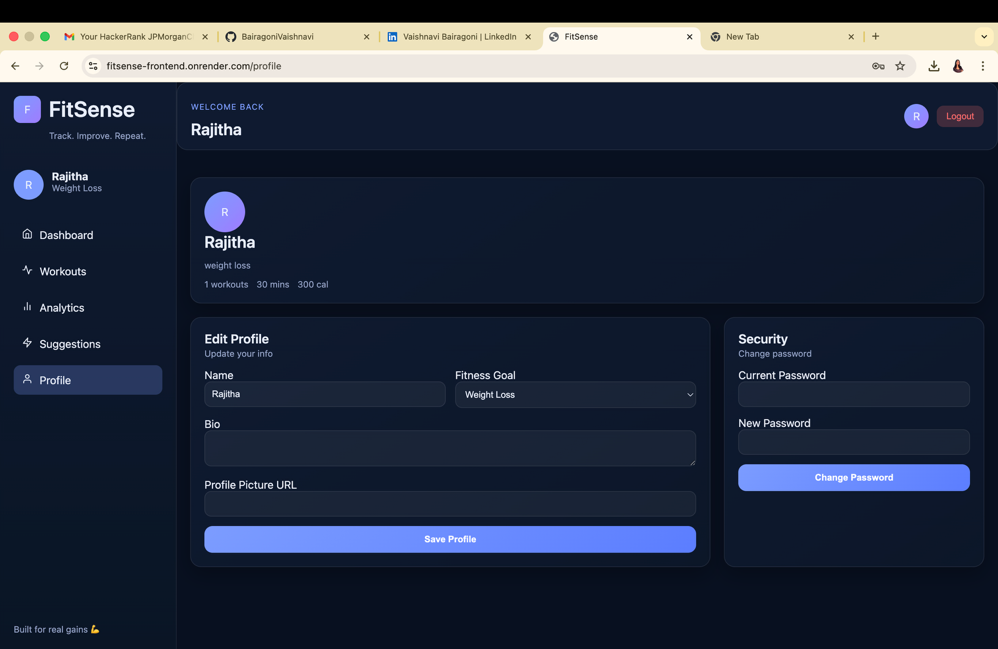 Your HackerRank JPMorganC
BairagoniVaishnavi
Vaishnavi Bairagoni | LinkedIn
FitSense
New Tab
fitsense-frontend.onrender.com/profile
F
FitSense
Track. Improve. Repeat.
R
Rajitha
Weight Loss
Dashboard
Workouts
Analytics
Suggestions
Profile
Built for real gains 💪
WELCOME BACK
Rajitha
R
Logout
R
Rajitha
weight loss
1 workouts 30 mins 300 cal
Edit Profile
Update your info
Name
Fitness Goal
Rajitha
Weight Loss
Bio
Profile Picture URL
Save Profile
Security
Change password
Current Password
New Password
Change Password